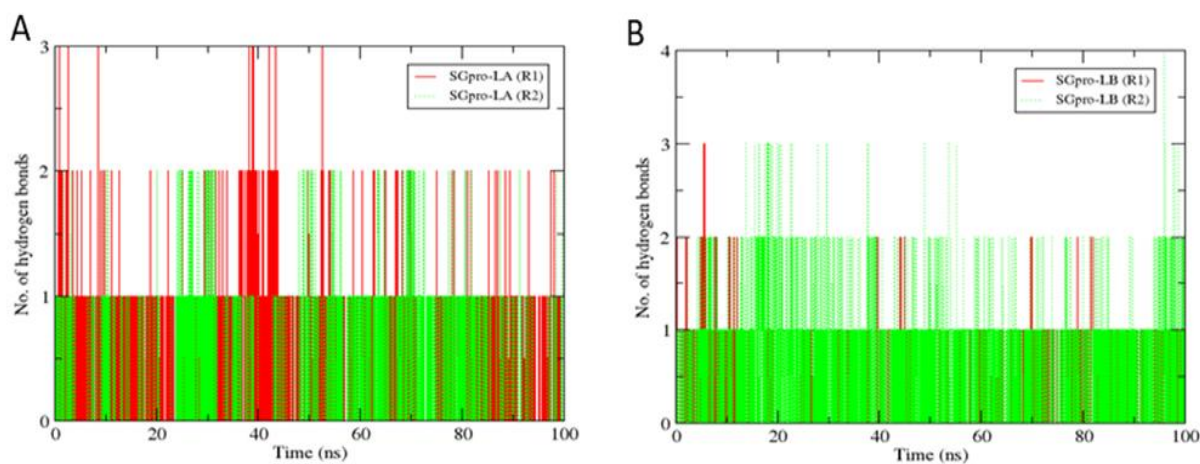 A
3
2
1
0
No. of hydrogen bonds
SGpro-LA (R1)
SGpro-LA (R2)
0 20 40 60 80 100
Time (ns)
B
4
3
2
1
0
No. of hydrogen bonds
SGpro-LB (R1)
SGpro-LB (R2)
0 20 40 60 80 100
Time (ns)